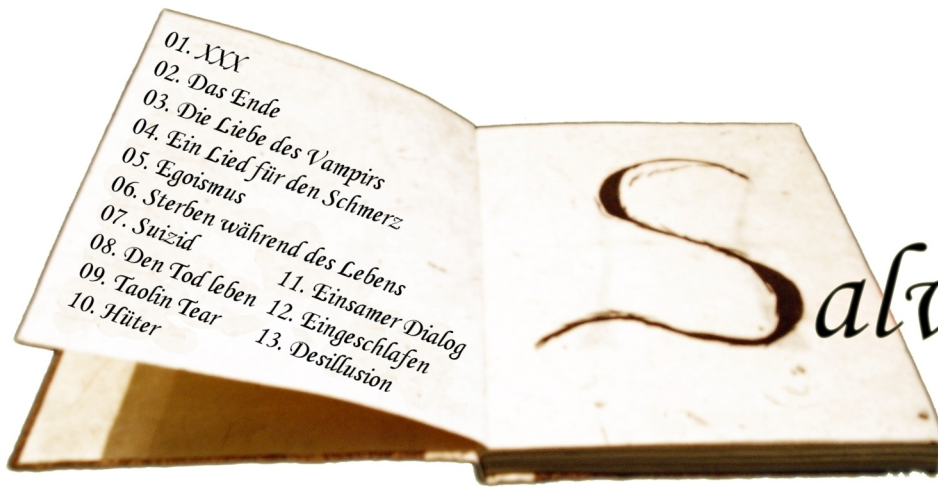 01. XXX
02. Das Ende
03. Die Liebe des Vampirs
04. Ein Lied für den Schmerz
05. Egoismus
06. Sterben während des Lebens
07. Suizid
08. Den Tod leben
09. Taolin Tear
10. Hüter
11. Einsamer Dialog
12. Eingeschlafen
13. Desillusion
Salv